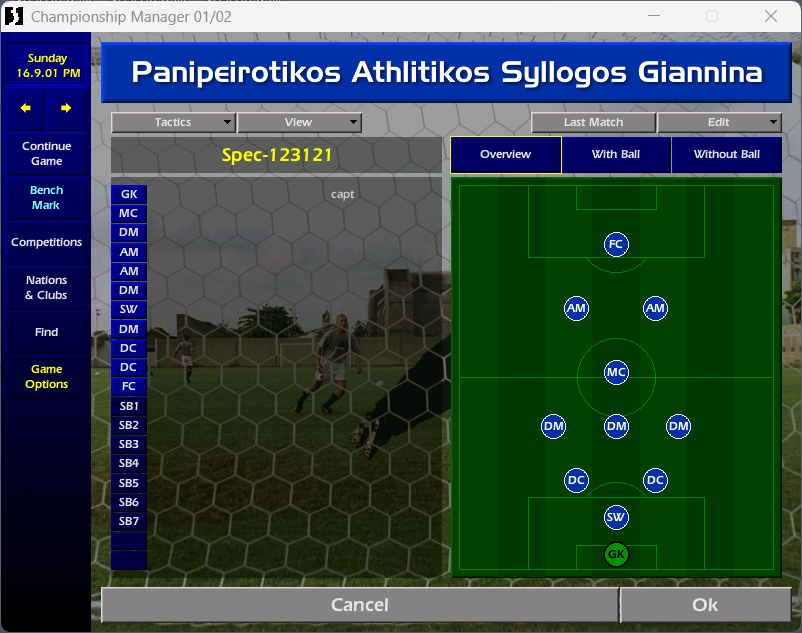 Championship Manager 01/02
Sunday
16.9.01 PM
Panipeirotikos Athlitikos Syllogos Giannina
Continue
Game
Bench
Mark
Competitions
Nations
& Clubs
Find
Game
Options
Tactics
View
Last Match
Edit
Spec-123121
Overview
With Ball
Without Ball
GK capt
MC
DM
AM
AM
DM
SW
DM
DC
DC
FC
SB1
SB2
SB3
SB4
SB5
SB6
SB7
FC
AM AM
MC
DM DM DM
DC DC
SW
GK
Cancel
Ok